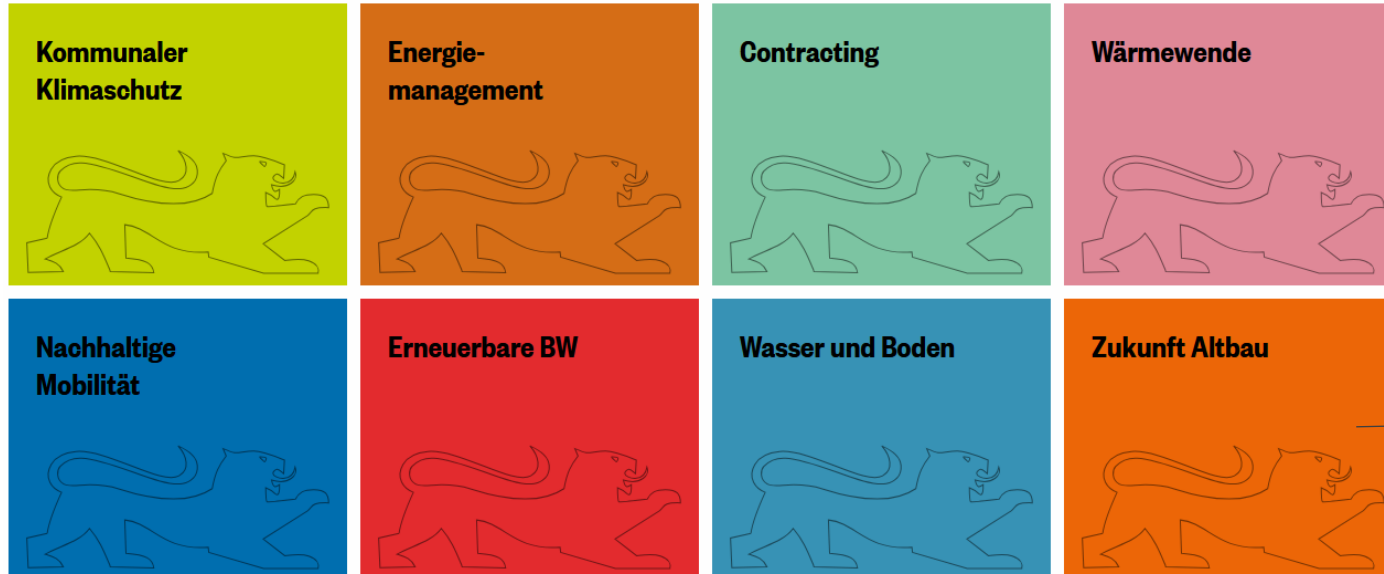 Kommunaler
Klimaschutz
Energie-
management
Contracting
Wärmewende
Nachhaltige
Mobilität
Erneuerbare BW
Wasser und Boden
Zukunft Altbau